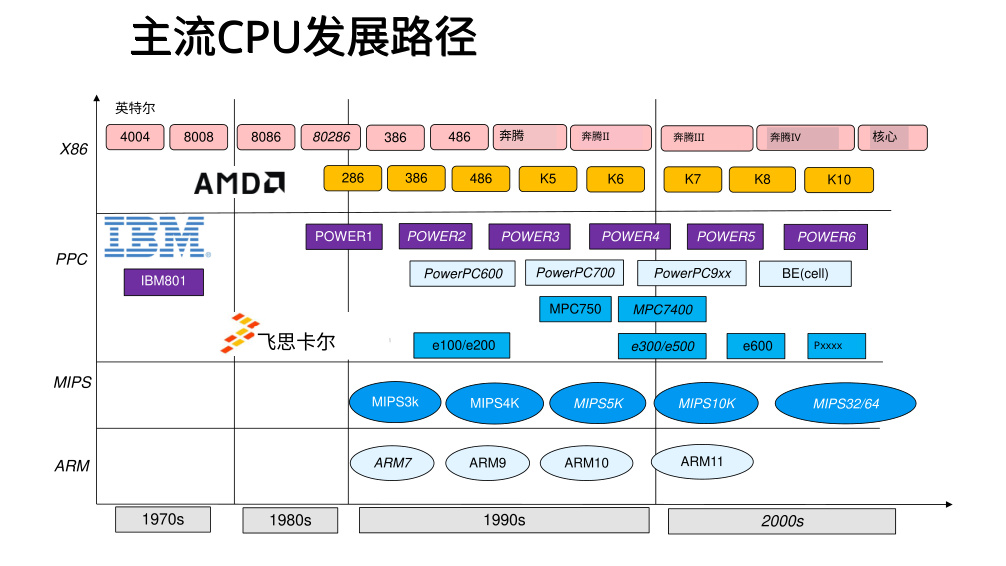 主流CPU发展路径
英特尔
X86
4004 8008 8086 80286 386 486 奔腾 奔腾II 奔腾III 奔腾IV 核心
AMD 286 386 486 K5 K6 K7 K8 K10
PPC
IBM POWER1 POWER2 POWER3 POWER4 POWER5 POWER6
IBM801 PowerPC600 PowerPC700 PowerPC9xx BE(cell)
MPC750 MPC7400
飞思卡尔 e100/e200 e300/e500 e600 Pxxxx
MIPS MIPS3k MIPS4K MIPS5K MIPS10K MIPS32/64
ARM ARM7 ARM9 ARM10 ARM11
1970s 1980s 1990s 2000s